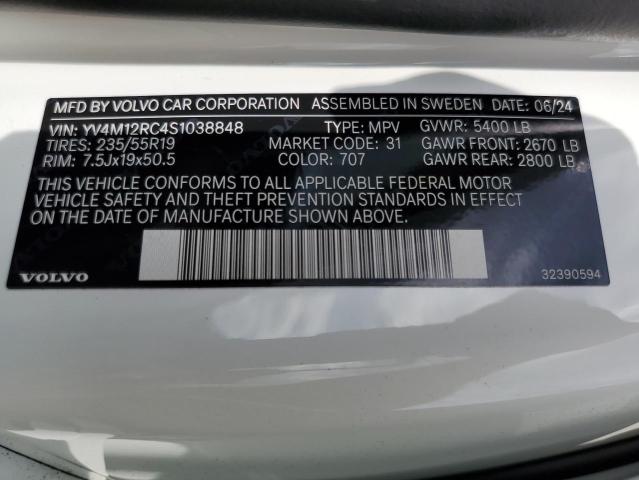 MFD BY VOLVO CAR CORPORATION ASSEMBLED IN SWEDEN DATE: 06/24
VIN: YV4M12RC4S1038848 TYPE: MPV GVWR: 5400 LB
TIRES: 235/55R19 MARKET CODE: 31 GAWR FRONT: 2670 LB
RIM: 7.5Jx19x50.5 COLOR: 707 GAWR REAR: 2800 LB
THIS VEHICLE CONFORMS TO ALL APPLICABLE FEDERAL MOTOR
VEHICLE SAFETY AND THEFT PREVENTION STANDARDS IN EFFECT
ON THE DATE OF MANUFACTURE SHOWN ABOVE.
VOLVO 32390594